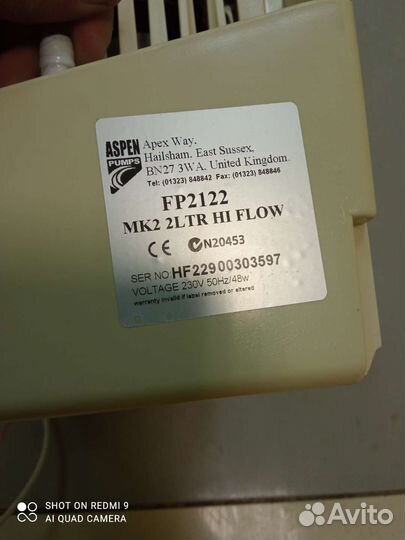 ASPEN
PUMPS
Apex Way,
Hailsham, East Sussex,
BN27 3WA. United Kingdom
Tel: (01323) 848842 Fax: (01323) 848846
FP2122
MK2 2LTR HI FLOW
CE N20453
SER NO HF22900303597
VOLTAGE 230V 50Hz/48w
warranty invalid if label removed or altered
SHOT ON REDMI 9
AI QUAD CAMERA
Avito